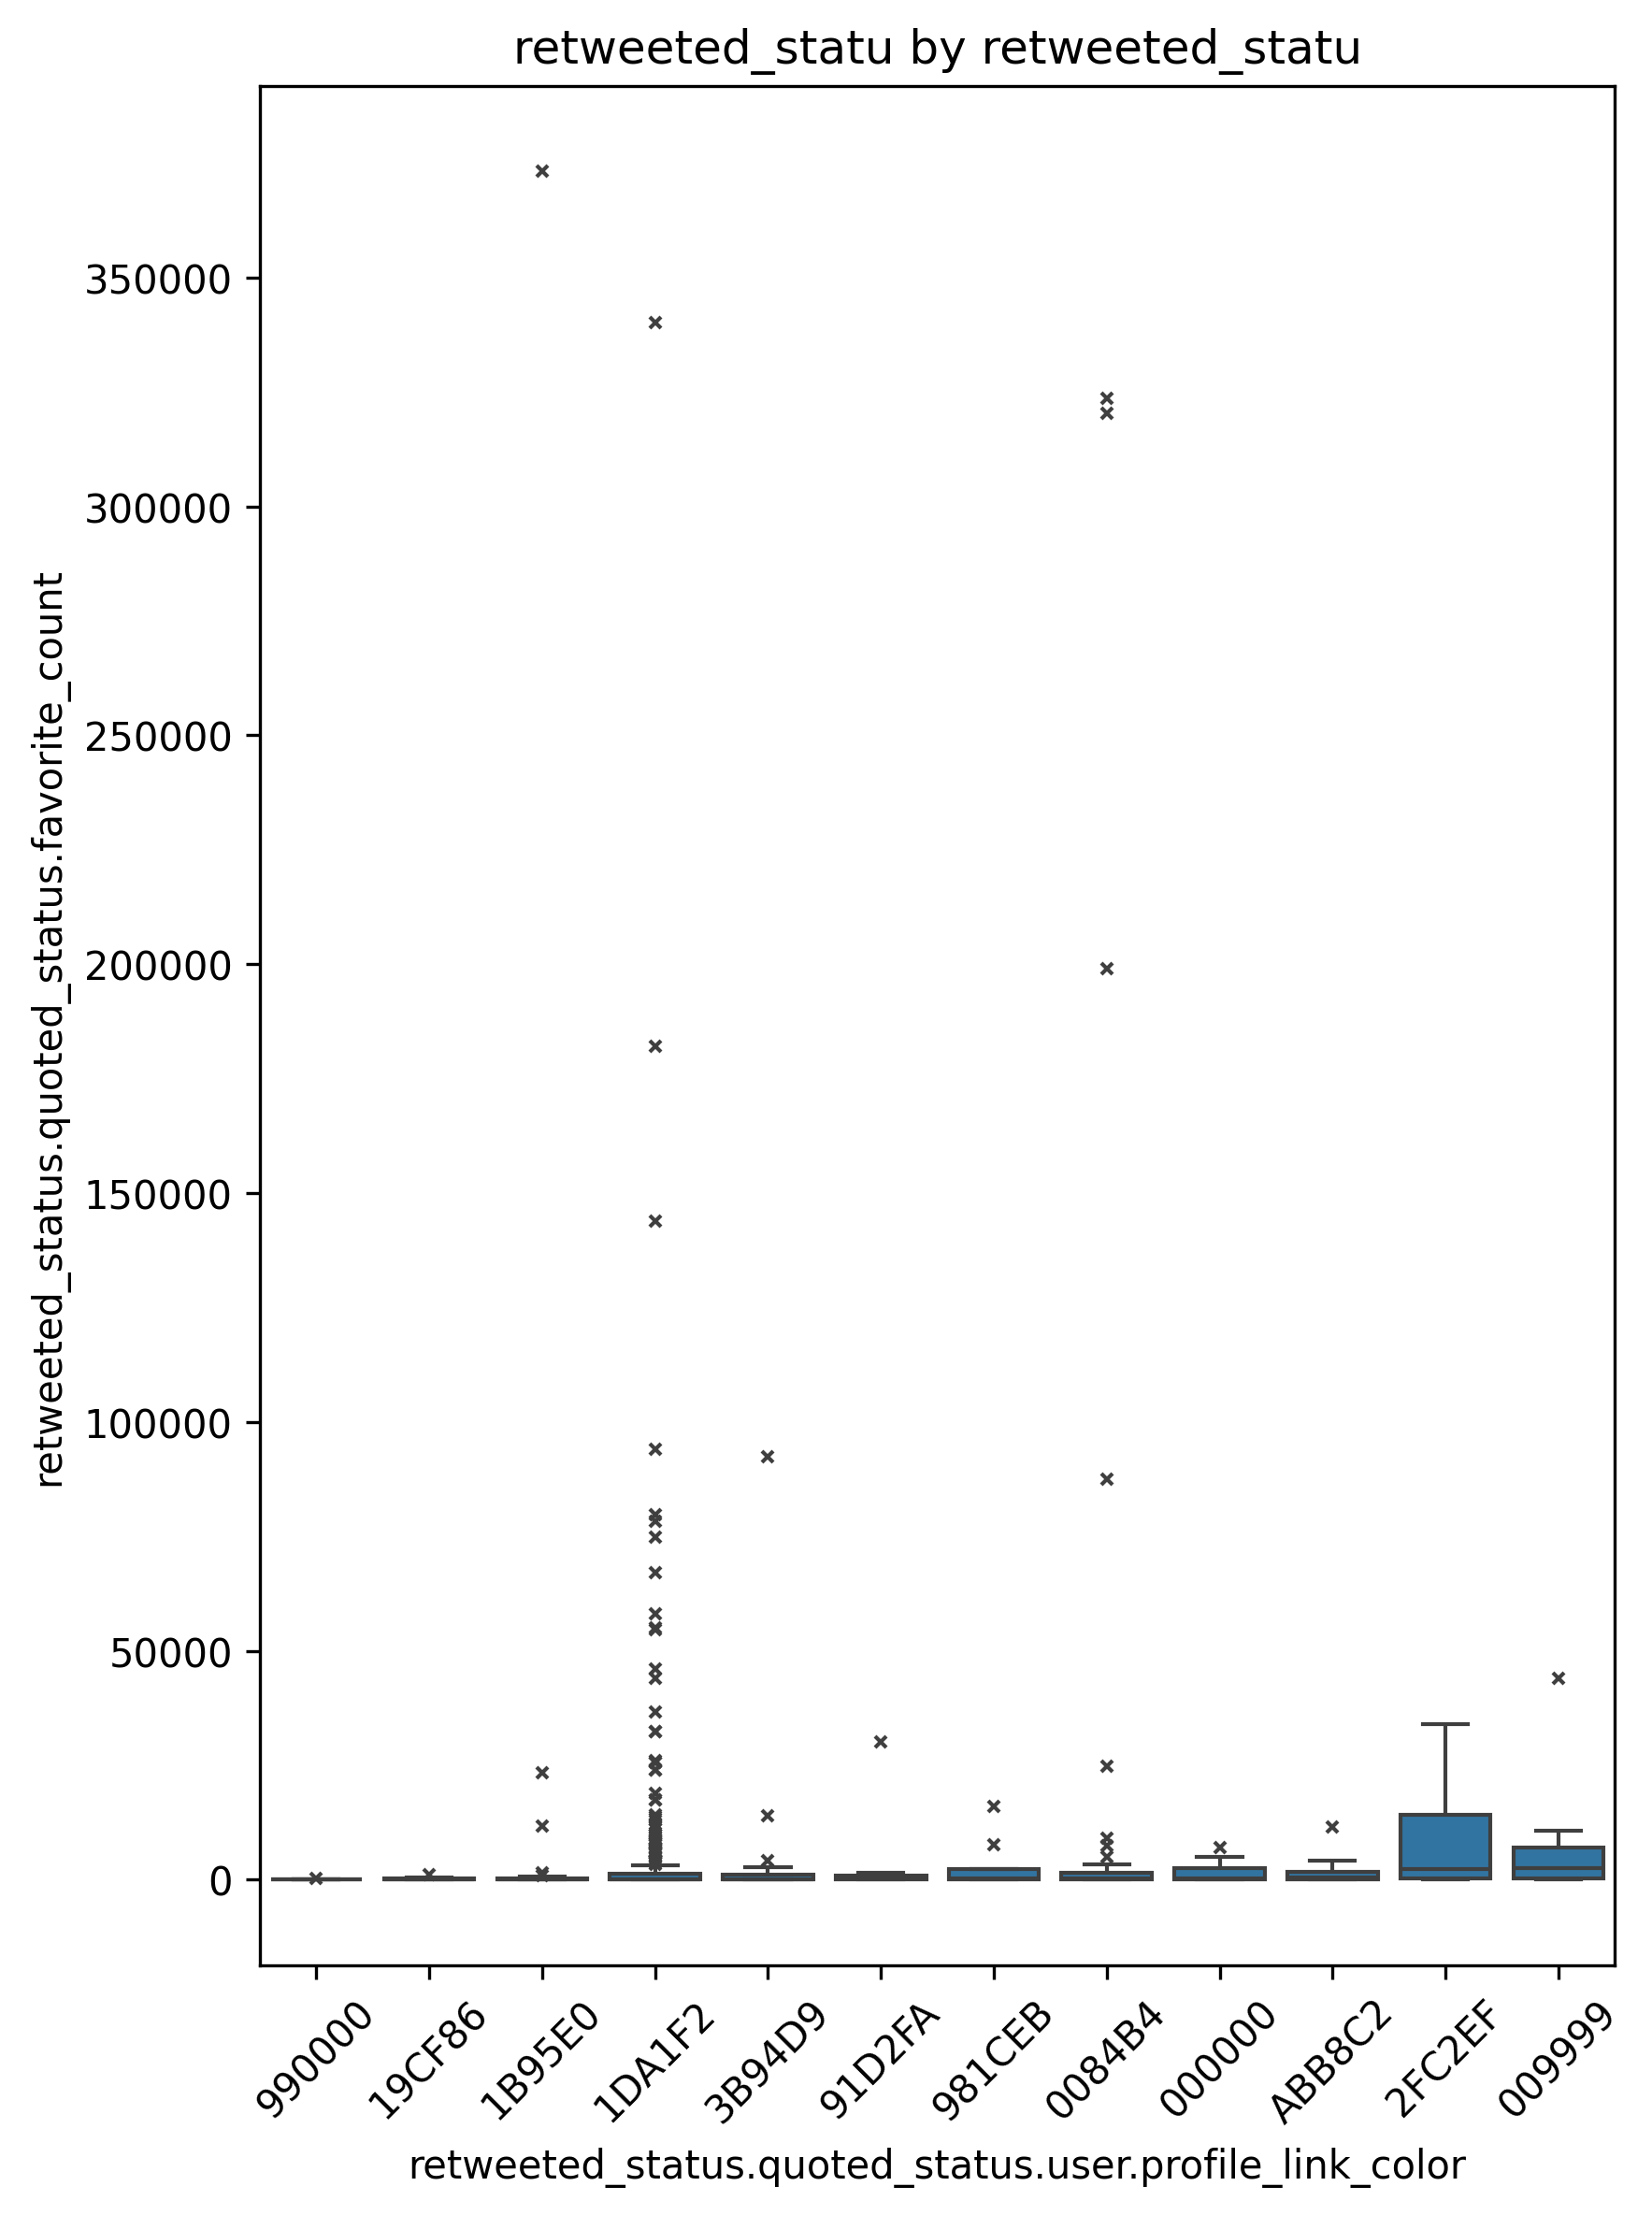 retweeted_statu by retweeted_statu
retweeted_status.quoted_status.favorite_count
350000
300000
250000
200000
150000
100000
50000
0
990000
19CF86
1B95E0
1DA1F2
3B94D9
91D2FA
981CEB
0084B4
000000
ABB8C2
2FC2EF
009999
retweeted_status.quoted_status.user.profile_link_color